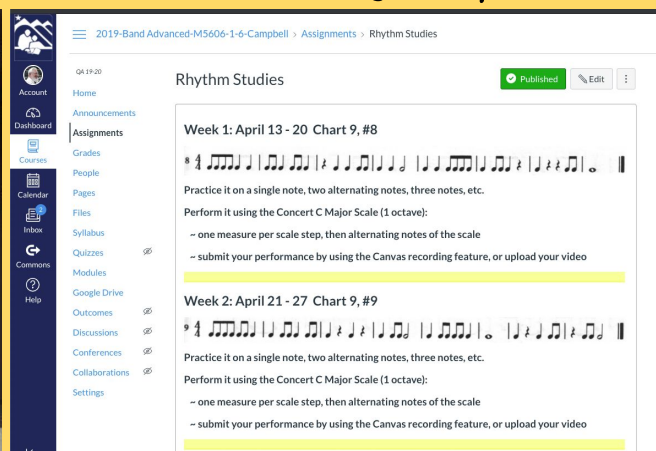 2019-Band Advanced-M5606-1-6-Campbell > Assignments > Rhythm Studies
Account
Dashboard
Courses
Calendar
2
Inbox
Commons
Help
QA 19-20
Home
Announcements
Assignments
Grades
People
Pages
Files
Syllabus
Quizzes
Modules
Google Drive
Outcomes
Discussions
Conferences
Collaborations
Settings
Rhythm Studies
Published
Edit
Week 1: April 13 - 20 Chart 9, #8
8 4 4
Practice it on a single note, two alternating notes, three notes, etc.
Perform it using the Concert C Major Scale (1 octave):
~ one measure per scale step, then alternating notes of the scale
~ submit your performance by using the Canvas recording feature, or upload your video
Week 2: April 21 - 27 Chart 9, #9
9 4 4
Practice it on a single note, two alternating notes, three notes, etc.
Perform it using the Concert C Major Scale (1 octave):
~ one measure per scale step, then alternating notes of the scale
~ submit your performance by using the Canvas recording feature, or upload your video